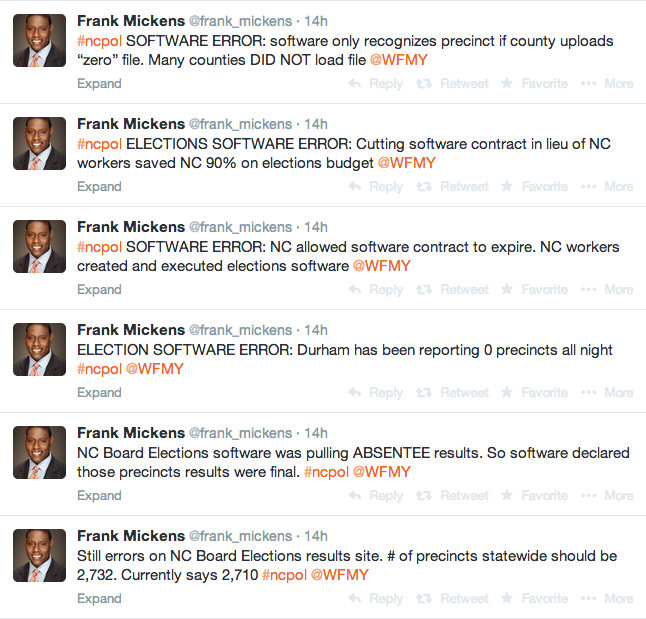 Frank Mickens @frank_mickens · 14h
#ncpol SOFTWARE ERROR: software only recognizes precinct if county uploads
“zero” file. Many counties DID NOT load file @WFMY
Expand Reply Retweet Favorite More
Frank Mickens @frank_mickens · 14h
#ncpol ELECTIONS SOFTWARE ERROR: Cutting software contract in lieu of NC
workers saved NC 90% on elections budget @WFMY
Expand Reply Retweet Favorite More
Frank Mickens @frank_mickens · 14h
#ncpol SOFTWARE ERROR: NC allowed software contract to expire. NC workers
created and executed elections software @WFMY
Expand Reply Retweet Favorite More
Frank Mickens @frank_mickens · 14h
ELECTION SOFTWARE ERROR: Durham has been reporting 0 precincts all night
#ncpol @WFMY
Expand Reply Retweet Favorite More
Frank Mickens @frank_mickens · 14h
NC Board Elections software was pulling ABSENTEE results. So software declared
those precincts results were final. #ncpol @WFMY
Expand Reply Retweet Favorite More
Frank Mickens @frank_mickens · 14h
Still errors on NC Board Elections results site. # of precincts statewide should be
2,732. Currently says 2,710 #ncpol @WFMY
Expand Reply Retweet Favorite More